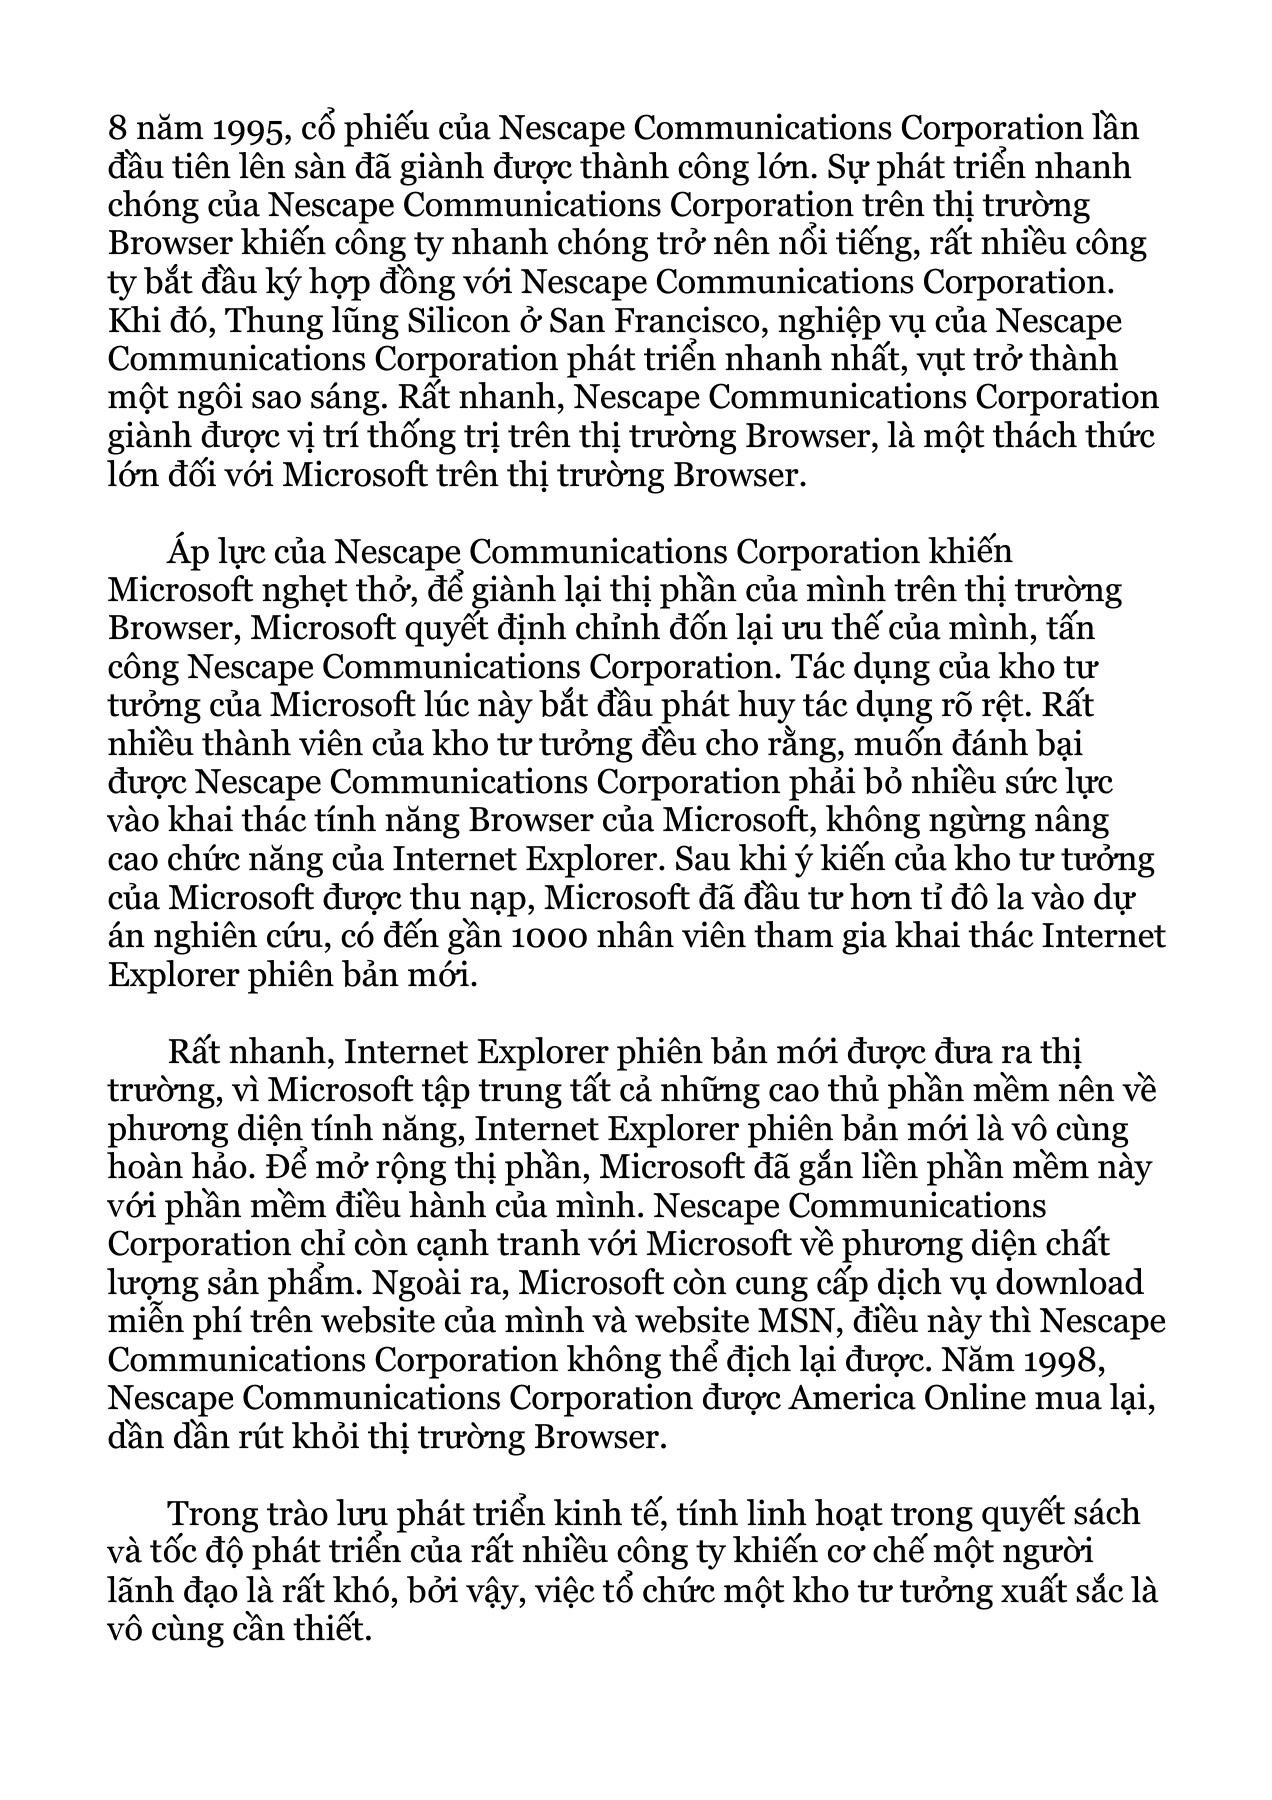 8 năm 1995, cổ phiếu của Nescape Communications Corporation lần
đầu tiên lên sàn đã giành được thành công lớn. Sự phát triển nhanh
chóng của Nescape Communications Corporation trên thị trường
Browser khiến công ty nhanh chóng trở nên nổi tiếng, rất nhiều công
ty bắt đầu ký hợp đồng với Nescape Communications Corporation.
Khi đó, Thung lũng Silicon ở San Francisco, nghiệp vụ của Nescape
Communications Corporation phát triển nhanh nhất, vụt trở thành
một ngôi sao sáng. Rất nhanh, Nescape Communications Corporation
giành được vị trí thống trị trên thị trường Browser, là một thách thức
lớn đối với Microsoft trên thị trường Browser.
Áp lực của Nescape Communications Corporation khiến
Microsoft nghẹt thở, để giành lại thị phần của mình trên thị trường
Browser, Microsoft quyết định chỉnh đốn lại ưu thế của mình, tấn
công Nescape Communications Corporation. Tác dụng của kho tư
tưởng của Microsoft lúc này bắt đầu phát huy tác dụng rõ rệt. Rất
nhiều thành viên của kho tư tưởng đều cho rằng, muốn đánh bại
được Nescape Communications Corporation phải bỏ nhiều sức lực
vào khai thác tính năng Browser của Microsoft, không ngừng nâng
cao chức năng của Internet Explorer. Sau khi ý kiến của kho tư tưởng
của Microsoft được thu nạp, Microsoft đã đầu tư hơn tỉ đô la vào dự
án nghiên cứu, có đến gần 1000 nhân viên tham gia khai thác Internet
Explorer phiên bản mới.
Rất nhanh, Internet Explorer phiên bản mới được đưa ra thị
trường, vì Microsoft tập trung tất cả những cao thủ phần mềm nên về
phương diện tính năng, Internet Explorer phiên bản mới là vô cùng
hoàn hảo. Để mở rộng thị phần, Microsoft đã gắn liền phần mềm này
với phần mềm điều hành của mình. Nescape Communications
Corporation chỉ còn cạnh tranh với Microsoft về phương diện chất
lượng sản phẩm. Ngoài ra, Microsoft còn cung cấp dịch vụ download
miễn phí trên website của mình và website MSN, điều này thì Nescape
Communications Corporation không thể địch lại được. Năm 1998,
Nescape Communications Corporation được America Online mua lại,
dần dần rút khỏi thị trường Browser.
Trong trào lưu phát triển kinh tế, tính linh hoạt trong quyết sách
và tốc độ phát triển của rất nhiều công ty khiến cơ chế một người
lãnh đạo là rất khó, bởi vậy, việc tổ chức một kho tư tưởng xuất sắc là
vô cùng cần thiết.